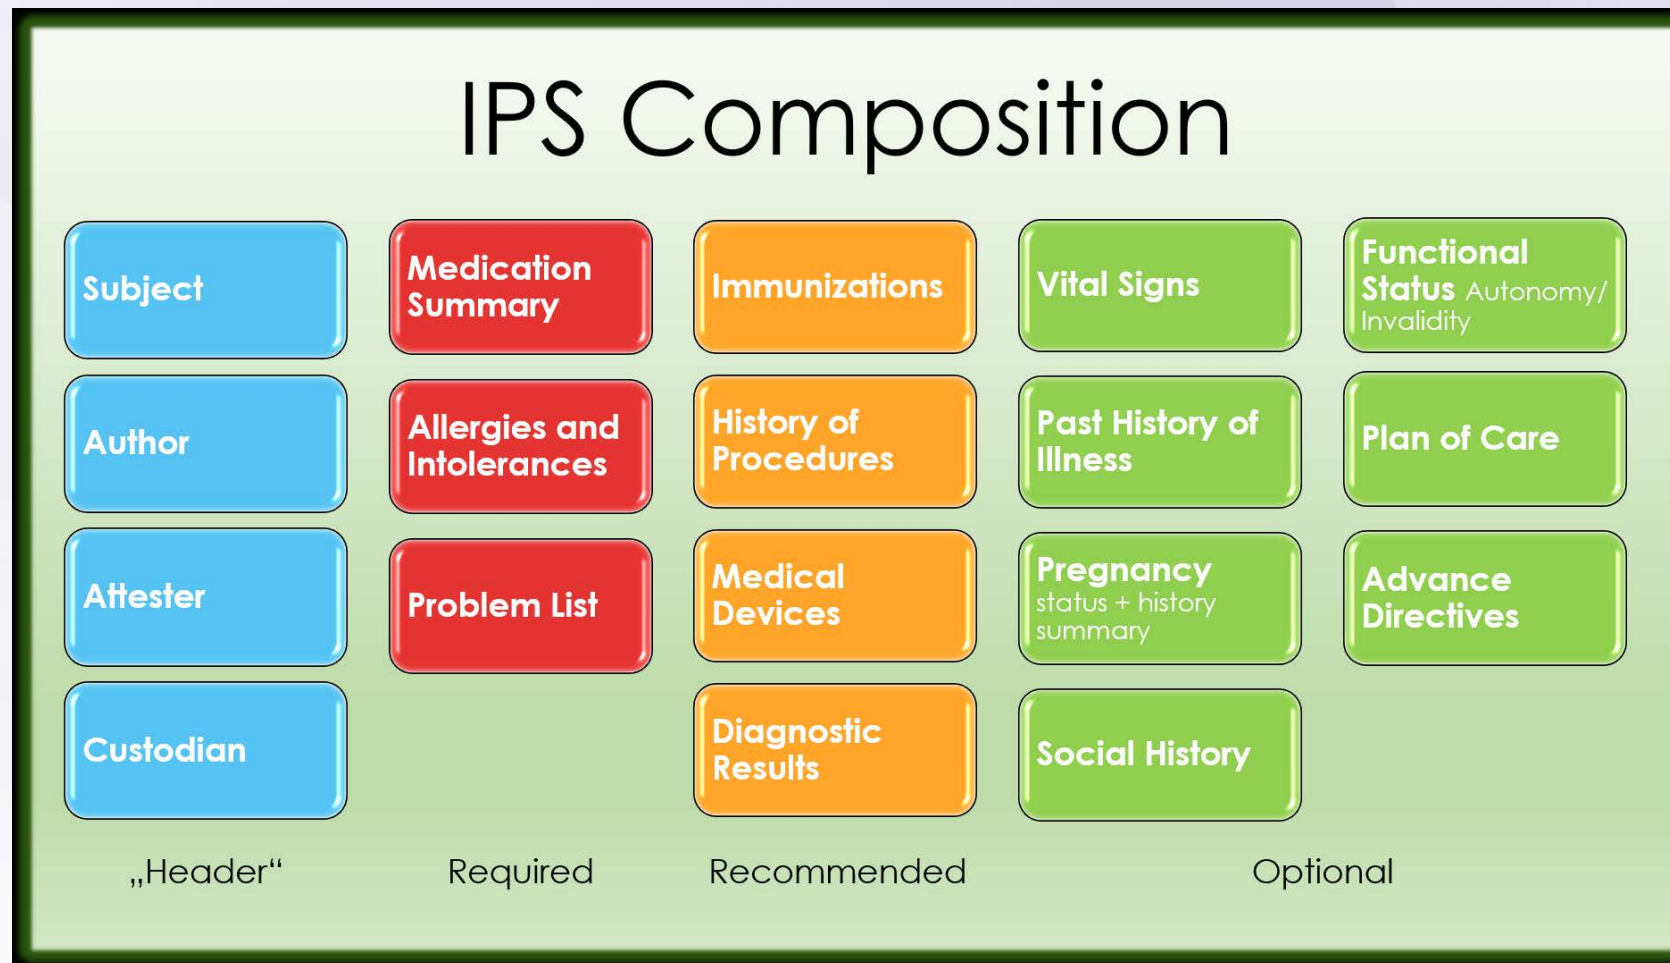 IPS Composition
Subject
Author
Attester
Custodian
„Header“
Medication
Summary
Allergies and
Intolerances
Problem List
Required
Immunizations
History of
Procedures
Medical
Devices
Diagnostic
Results
Recommended
Vital Signs
Past History of
Illness
Pregnancy
status + history
summary
Social History
Functional
Status Autonomy/
Invalidity
Plan of Care
Advance
Directives
Optional